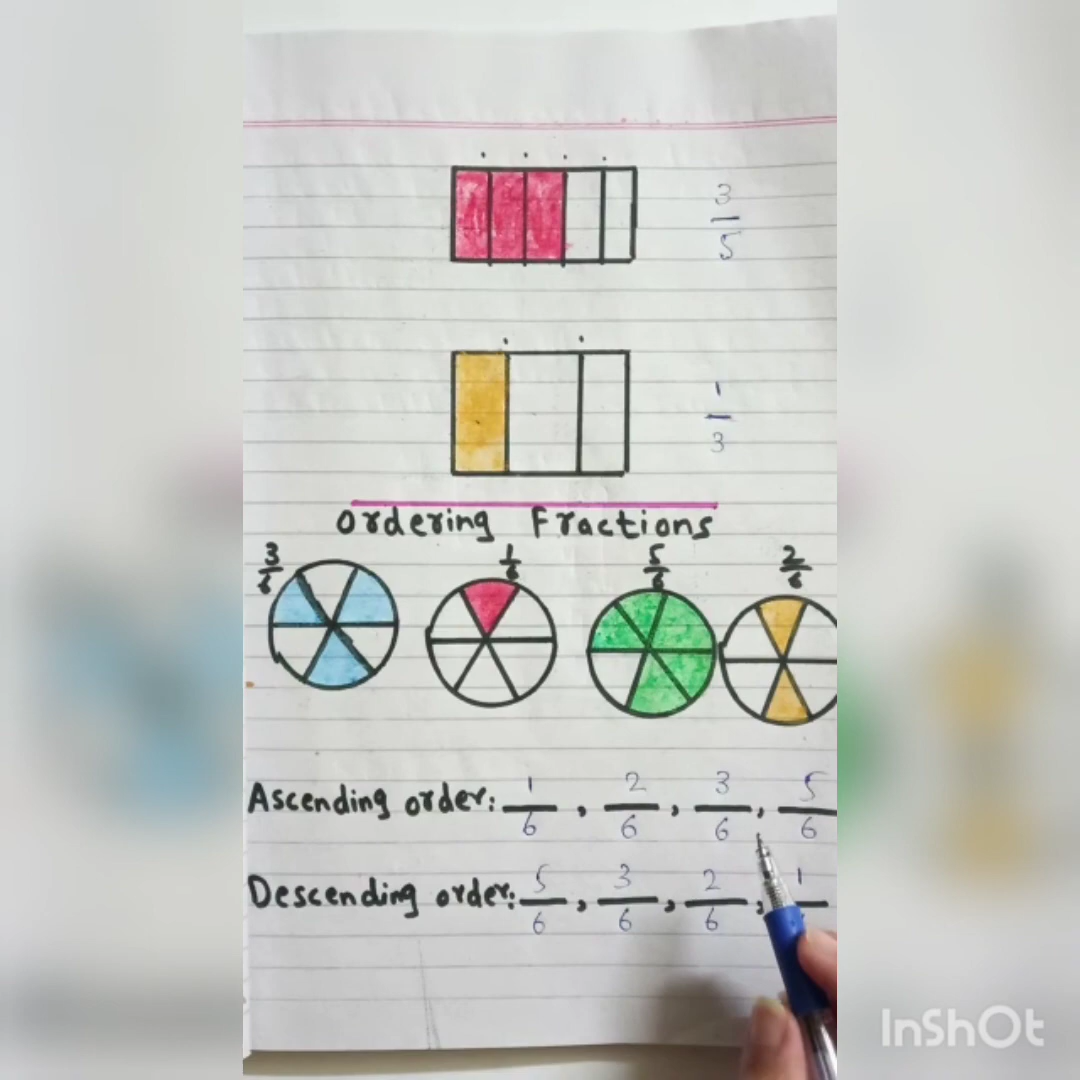 3/5
1/3
Ordering Fractions
3/6 1/6 5/6 2/6
Ascending order: 1/6, 2/6, 3/6, 5/6
Descending order: 5/6, 3/6, 2/6, 1
InShOt